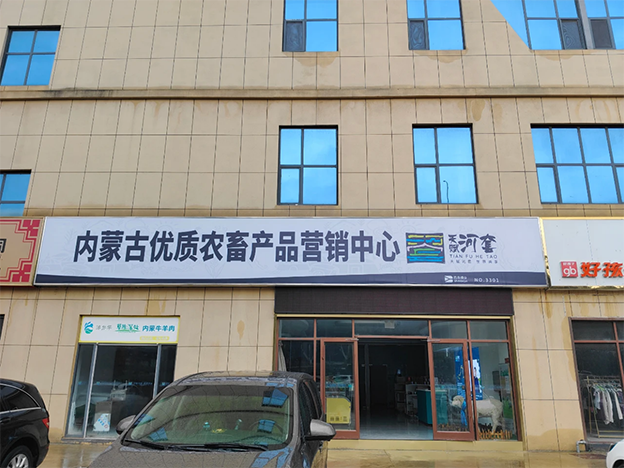 内蒙古优质农畜产品营销中心
天赋河套
TIAN FU HE TAO
NO.3301
内蒙牛羊肉
gb 好孩